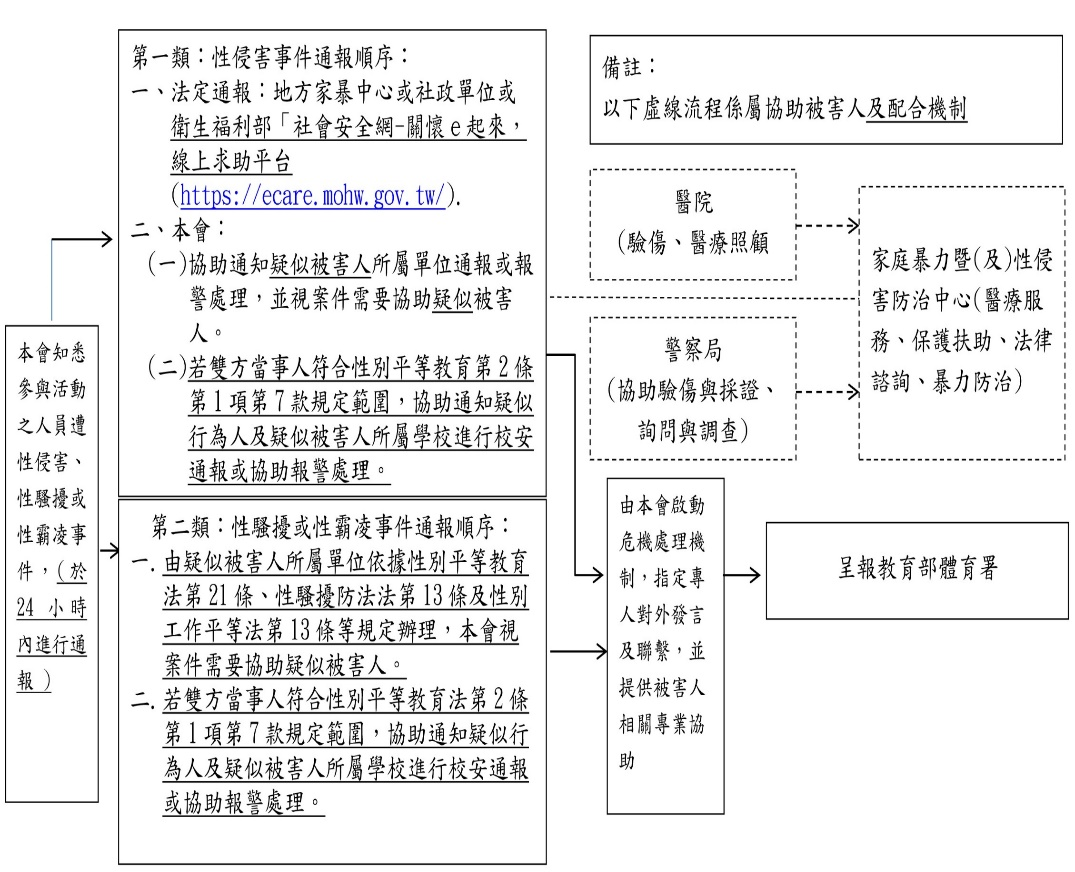 本會知悉
參與活動
之人員遭
性侵害、
性騷擾或
性霸凌事
件，(於
24 小時
內進行通
報 )
第一類：性侵害事件通報順序：
一、法定通報：地方家暴中心或社政單位或
衛生福利部「社會安全網-關懷 e 起來，
線上求助平台
(https://ecare.mohw.gov.tw/).
二、本會：
(一)協助通知疑似被害人所屬單位通報或報
警處理，並視案件需要協助疑似被害
人。
(二)若雙方當事人符合性別平等教育第 2 條
第 1 項第 7 款規定範圍，協助通知疑似
行為人及疑似被害人所屬學校進行校安
通報或協助報警處理。
第二類：性騷擾或性霸凌事件通報順序：
一. 由疑似被害人所屬單位依據性別平等教育
法第 21 條、性騷擾防法法第 13 條及性別
工作平等法第 13 條等規定辦理，本會視
案件需要協助疑似被害人。
二. 若雙方當事人符合性別平等教育法第 2 條
第 1 項第 7 款規定範圍，協助通知疑似行
為人及疑似被害人所屬學校進行校安通報
或協助報警處理。
備註：
以下虛線流程係屬協助被害人及配合機制
醫院
(驗傷、醫療照顧
警察局
(協助驗傷與採證、
詢問與調查)
家庭暴力暨(及)性侵
害防治中心(醫療服
務、保護扶助、法律
諮詢、暴力防治)
由本會啟動
危機處理機
制，指定專
人對外發言
及聯繫，並
提供被害人
相關專業協
助
呈報教育部體育署